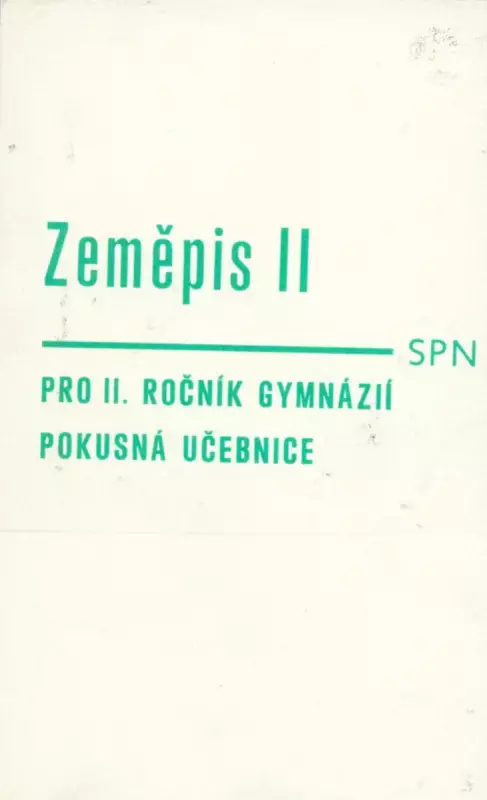 Zeměpis II
SPN
PRO II. ROČNÍK GYMNÁZIÍ
POKUSNÁ UČEBNICE